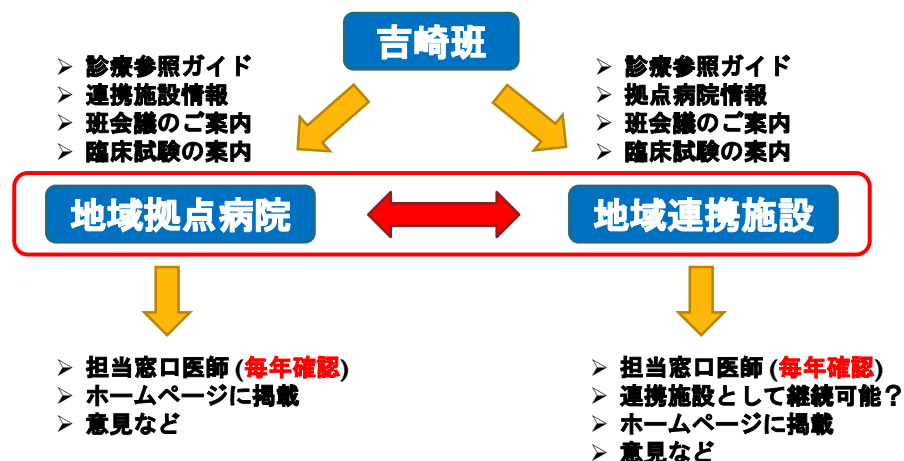 吉崎班
➢ 診療参照ガイド
➢ 連携施設情報
➢ 班会議のご案内
➢ 臨床試験の案内
➢ 診療参照ガイド
➢ 拠点病院情報
➢ 班会議のご案内
➢ 臨床試験の案内
地域拠点病院
地域連携施設
➢ 担当窓口医師 (毎年確認)
➢ ホームページに掲載
➢ 意見など
➢ 担当窓口医師 (毎年確認)
➢ 連携施設として継続可能？
➢ ホームページに掲載
➢ 意見など